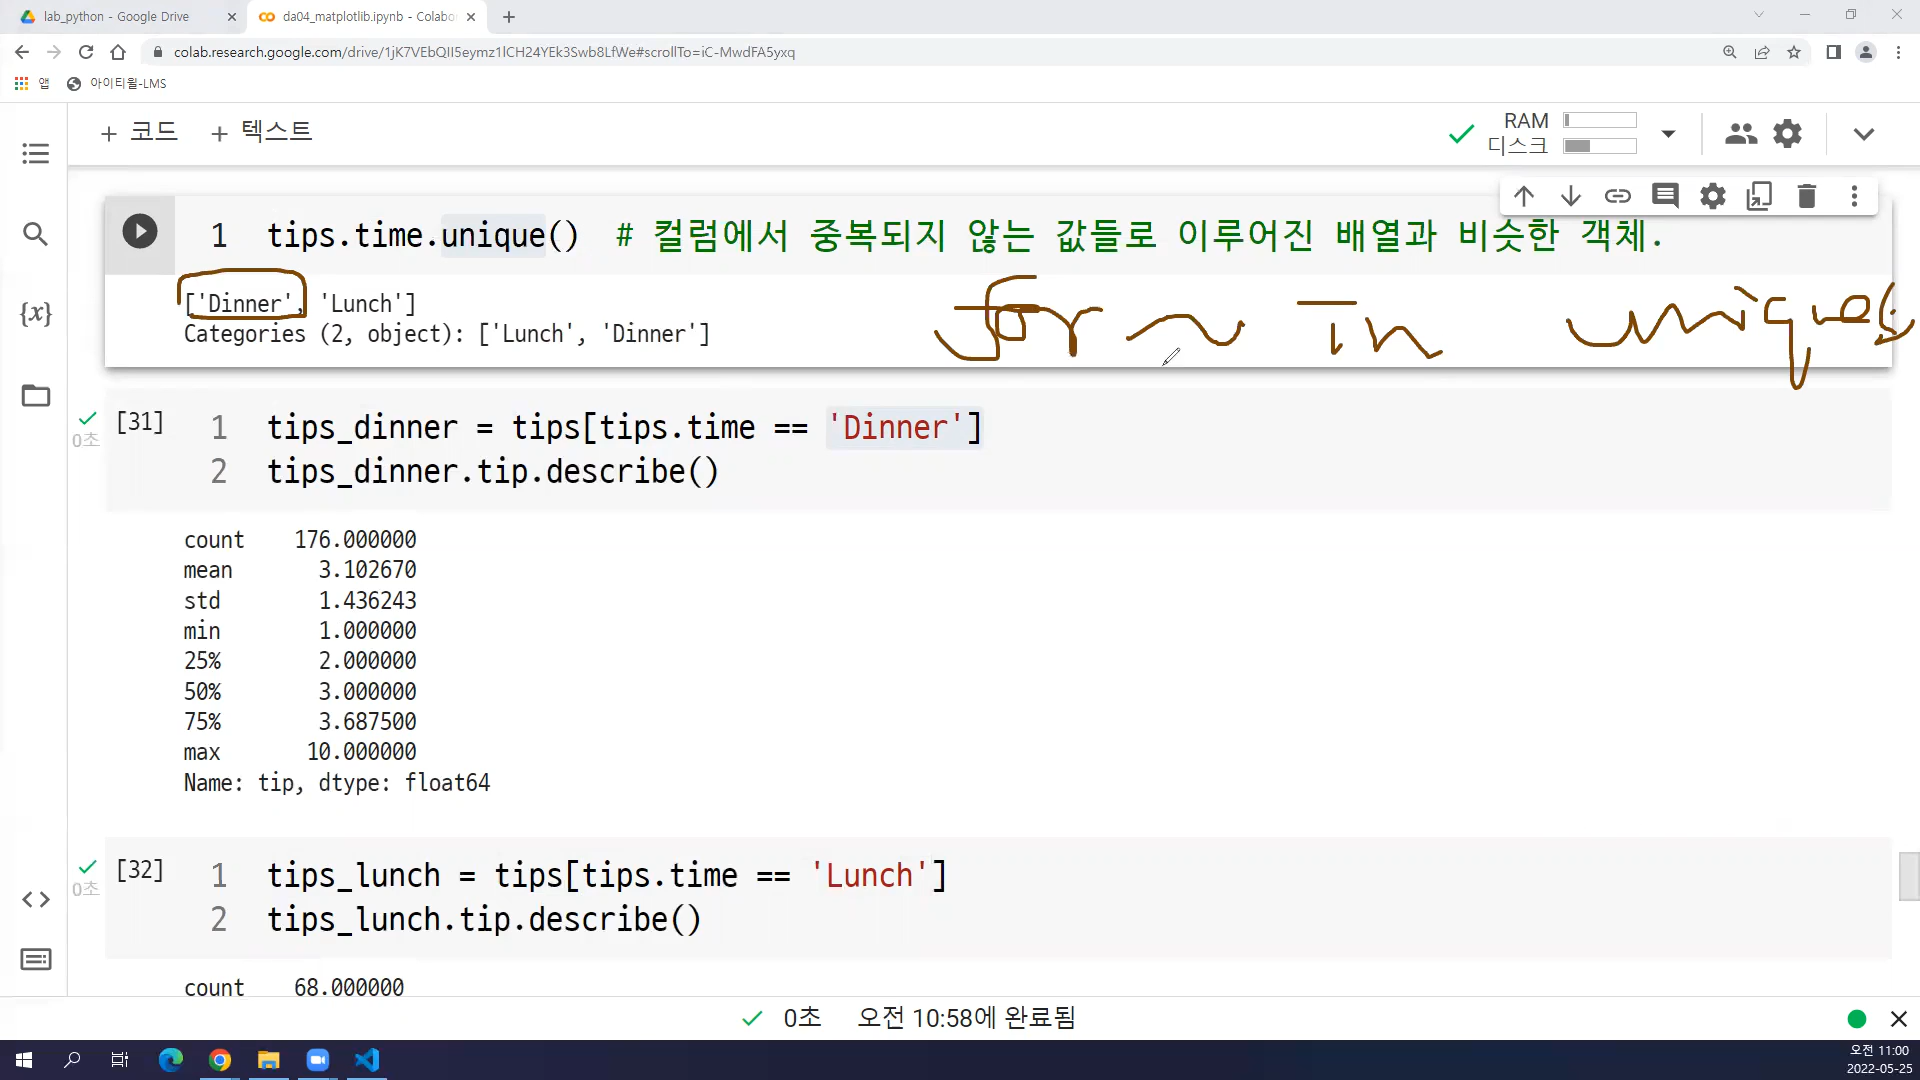 lab_python - Google Drive
da04_matplotlib.ipynb - Colabo
colab.research.google.com/drive/1jK7VEbQII5eymz1lCH24YEk3Swb8LfWe#scrollTo=iC-MwdFA5yxq
앱 아이티윌-LMS
+ 코드 + 텍스트
RAM
디스크
1 tips.time.unique() # 컬럼에서 중복되지 않는 값들로 이루어진 배열과 비슷한 객체.
['Dinner', 'Lunch']
Categories (2, object): ['Lunch', 'Dinner']
for ~ in unique(
{x}
0초
[31] 1 tips_dinner = tips[tips.time == 'Dinner']
2 tips_dinner.tip.describe()
count 176.000000
mean 3.102670
std 1.436243
min 1.000000
25% 2.000000
50% 3.000000
75% 3.687500
max 10.000000
Name: tip, dtype: float64
0초
[32] 1 tips_lunch = tips[tips.time == 'Lunch']
2 tips_lunch.tip.describe()
count 68.000000
0초 오전 10:58에 완료됨
오전 11:00
2022-05-25